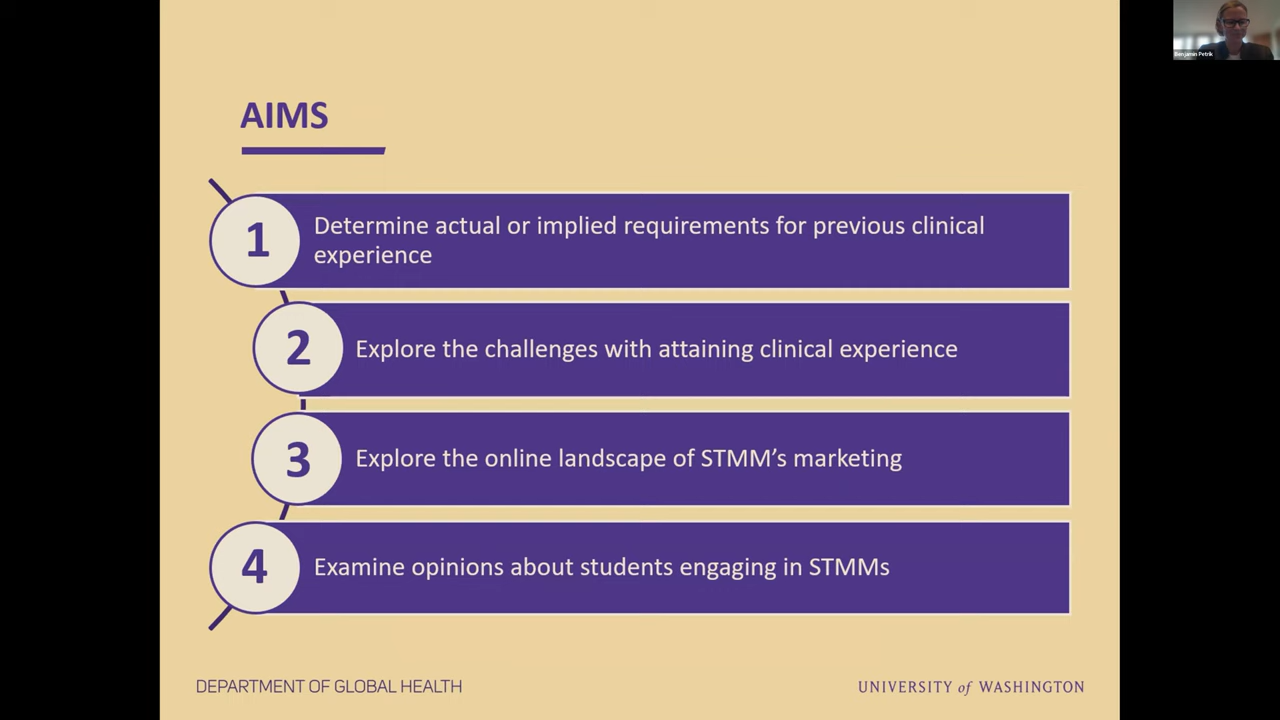 Benjamin Petrik
AIMS
1
Determine actual or implied requirements for previous clinical
experience
2
Explore the challenges with attaining clinical experience
3
Explore the online landscape of STMM's marketing
4
Examine opinions about students engaging in STMMs
DEPARTMENT OF GLOBAL HEALTH
UNIVERSITY of WASHINGTON